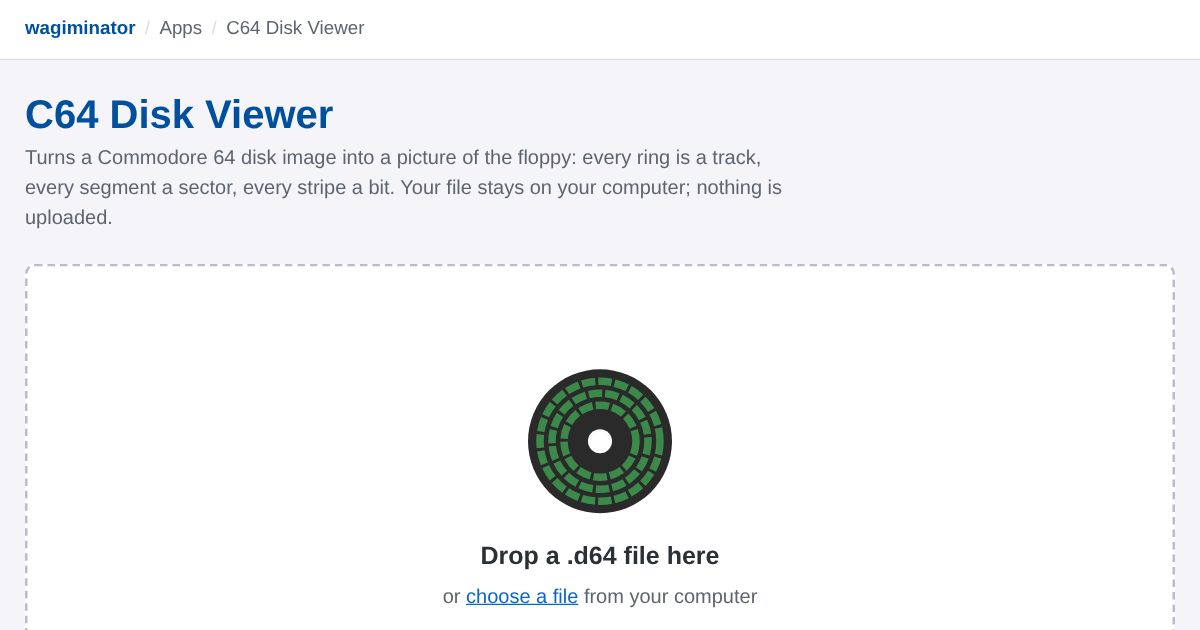 wagiminator / Apps / C64 Disk Viewer
C64 Disk Viewer
Turns a Commodore 64 disk image into a picture of the floppy: every ring is a track,
every segment a sector, every stripe a bit. Your file stays on your computer; nothing is
uploaded.
Drop a .d64 file here
or choose a file from your computer